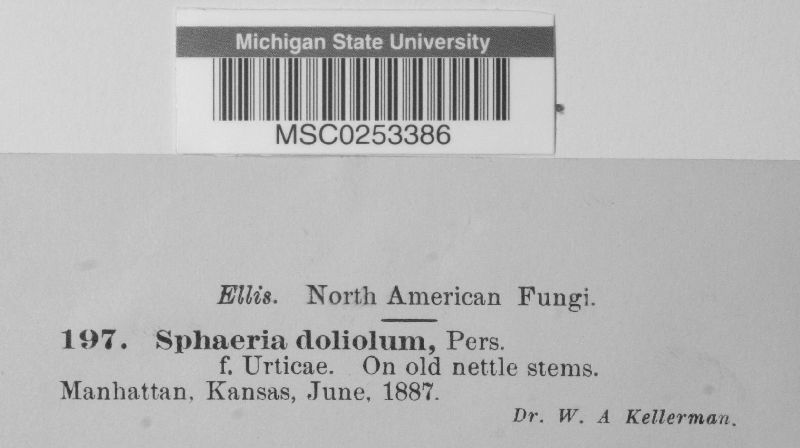 Michigan State University
MSC0253386
Ellis. North American Fungi.
197. Sphaeria doliolum, Pers.
f. Urticae. On old nettle stems.
Manhattan, Kansas, June, 1887.
Dr. W. A Kellerman.